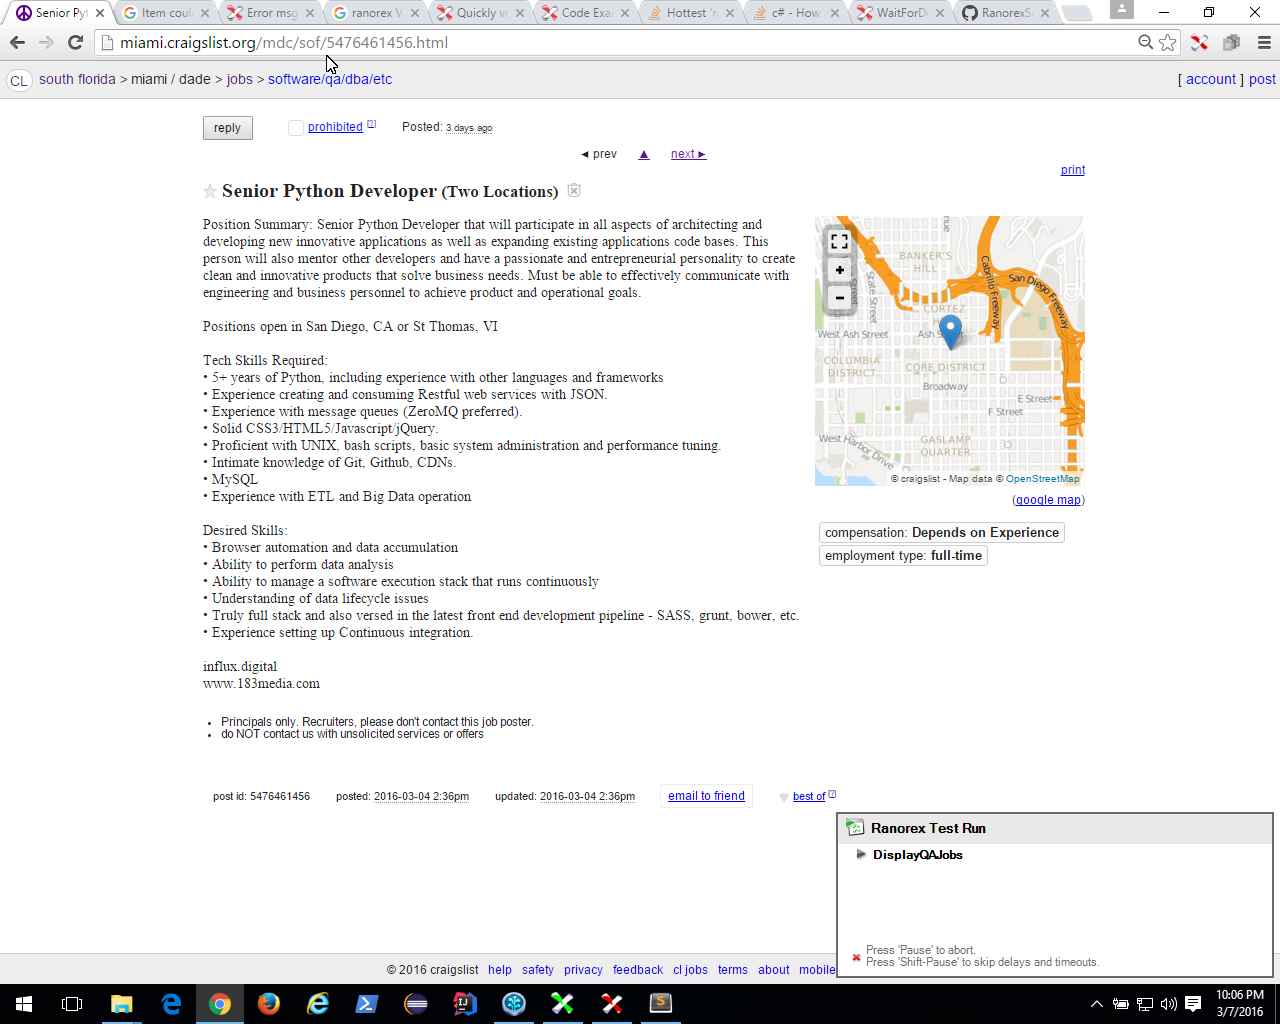 Senior Pyt
Item coul
Error msg
ranorex V
Quickly ve
Code Exa
Hottest 'r
c# - How
WaitForD
RanorexS
miami.craigslist.org/mdc/sof/5476461456.html
CL south florida > miami / dade > jobs > software/qa/dba/etc
[ account ] post
reply
prohibited [?]
Posted: 3 days ago
◄ prev ▲ next ►
print
Senior Python Developer (Two Locations)
Position Summary: Senior Python Developer that will participate in all aspects of architecting and
developing new innovative applications as well as expanding existing applications code bases. This
person will also mentor other developers and have a passionate and entrepreneurial personality to create
clean and innovative products that solve business needs. Must be able to effectively communicate with
engineering and business personnel to achieve product and operational goals.
Positions open in San Diego, CA or St Thomas, VI
Tech Skills Required:
• 5+ years of Python, including experience with other languages and frameworks
• Experience creating and consuming Restful web services with JSON.
• Experience with message queues (ZeroMQ preferred).
• Solid CSS3/HTML5/Javascript/jQuery.
• Proficient with UNIX, bash scripts, basic system administration and performance tuning.
• Intimate knowledge of Git, Github, CDNs.
• MySQL
• Experience with ETL and Big Data operation
Desired Skills:
• Browser automation and data accumulation
• Ability to perform data analysis
• Ability to manage a software execution stack that runs continuously
• Understanding of data lifecycle issues
• Truly full stack and also versed in the latest front end development pipeline - SASS, grunt, bower, etc.
• Experience setting up Continuous integration.
influx.digital
www.183media.com
• Principals only. Recruiters, please don't contact this job poster.
• do NOT contact us with unsolicited services or offers
+
-
BANKER'S
HILL
State Street
Street
Cabrillo Freeway
San Diego Freeway
CORTEZ
West Ash Street
Ash Street
COLUMBIA
DISTRICT
CORE DISTRICT
Broadway
E Street
F Street
West Harbor Drive
GASLAMP
QUARTER
© craigslist - Map data © OpenStreetMap
(google map)
compensation: Depends on Experience
employment type: full-time
post id: 5476461456
posted: 2016-03-04 2:36pm
updated: 2016-03-04 2:36pm
email to friend
best of [?]
Ranorex Test Run
DisplayQAJobs
Press 'Pause' to abort.
Press 'Shift-Pause' to skip delays and timeouts.
© 2016 craigslist help safety privacy feedback cl jobs terms about mobile
10:06 PM
3/7/2016